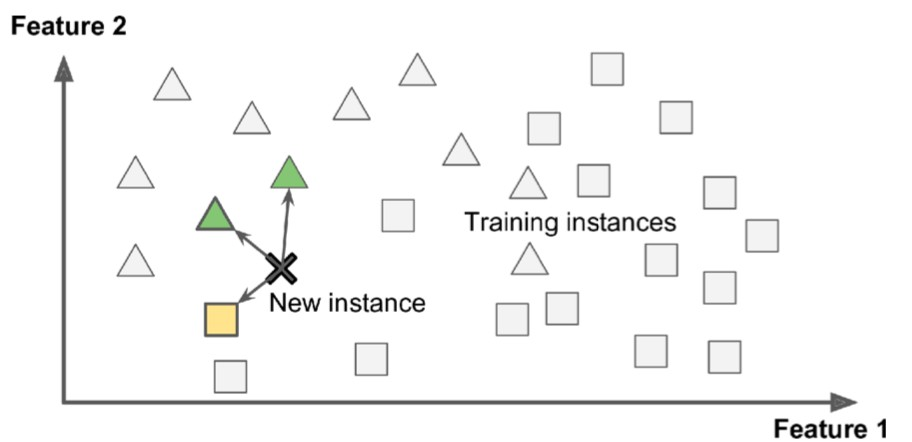 Feature 2
Training instances
New instance
Feature 1